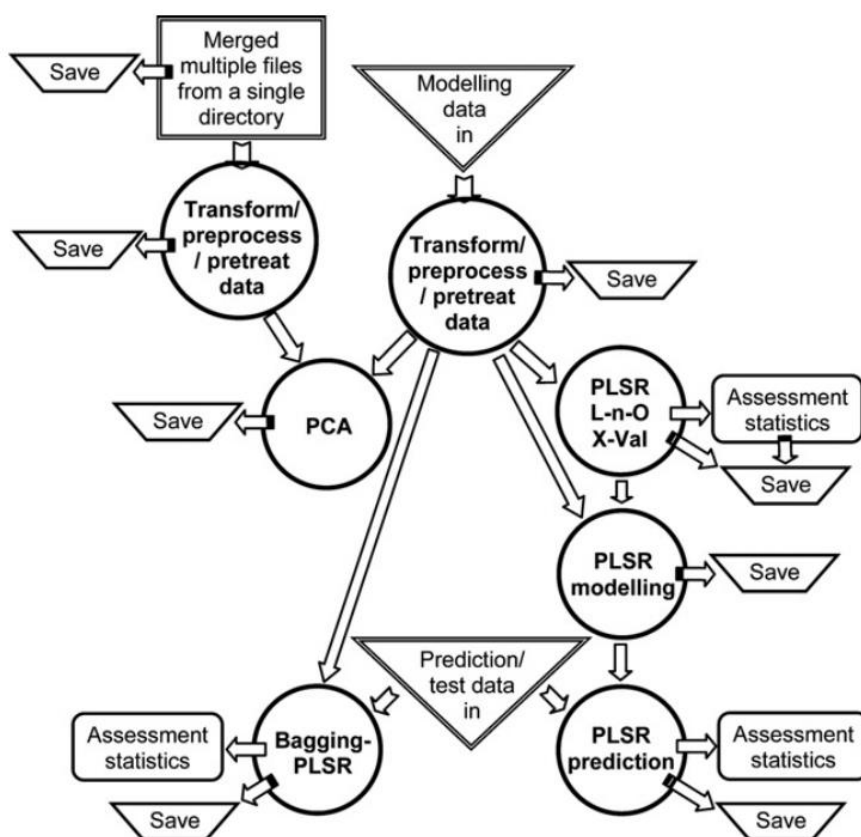 Save
Merged
multiple files
from a single
directory
Modelling
data
in
Save
Transform/
preprocess
/ pretreat
data
Transform/
preprocess
/ pretreat
data
Save
Save
PCA
PLSR
L-n-O
X-Val
Assessment
statistics
Save
PLSR
modelling
Save
Prediction/
test data
in
Assessment
statistics
Bagging-
PLSR
PLSR
prediction
Assessment
statistics
Save
Save